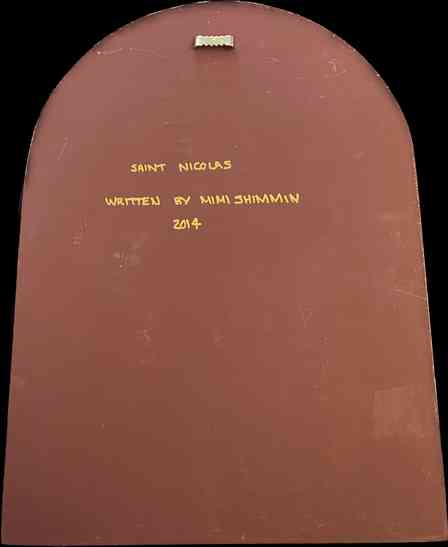 SAINT NICOLAS
WRITTEN BY MIMI SHIMMIN
2014